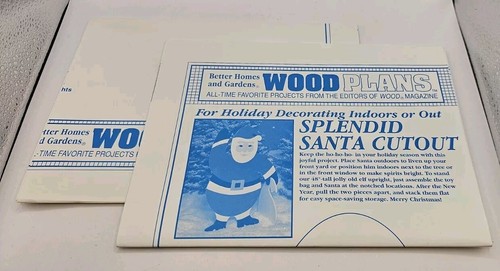 hts
Better Homes
and Gardens®
WOOD
ALL-TIME FAVORITE PROJECTS
Better Homes
and Gardens®
WOOD PLANS®
ALL-TIME FAVORITE PROJECTS FROM THE EDITORS OF WOOD® MAGAZINE
For Holiday Decorating Indoors or Out
SPLENDID
SANTA CUTOUT
Keep the ho-ho-ho- in your holiday season with this
joyful project. Place Santa outdoors to liven up your
front yard or position him indoors next to the tree or
in the front window to make spirits bright. To stand
our 48"-tall jolly old elf upright, just assemble the toy
bag and Santa at the notched locations. After the New
Year, pull the two pieces apart, and stack them flat
for easy space-saving storage. Merry Christmas!